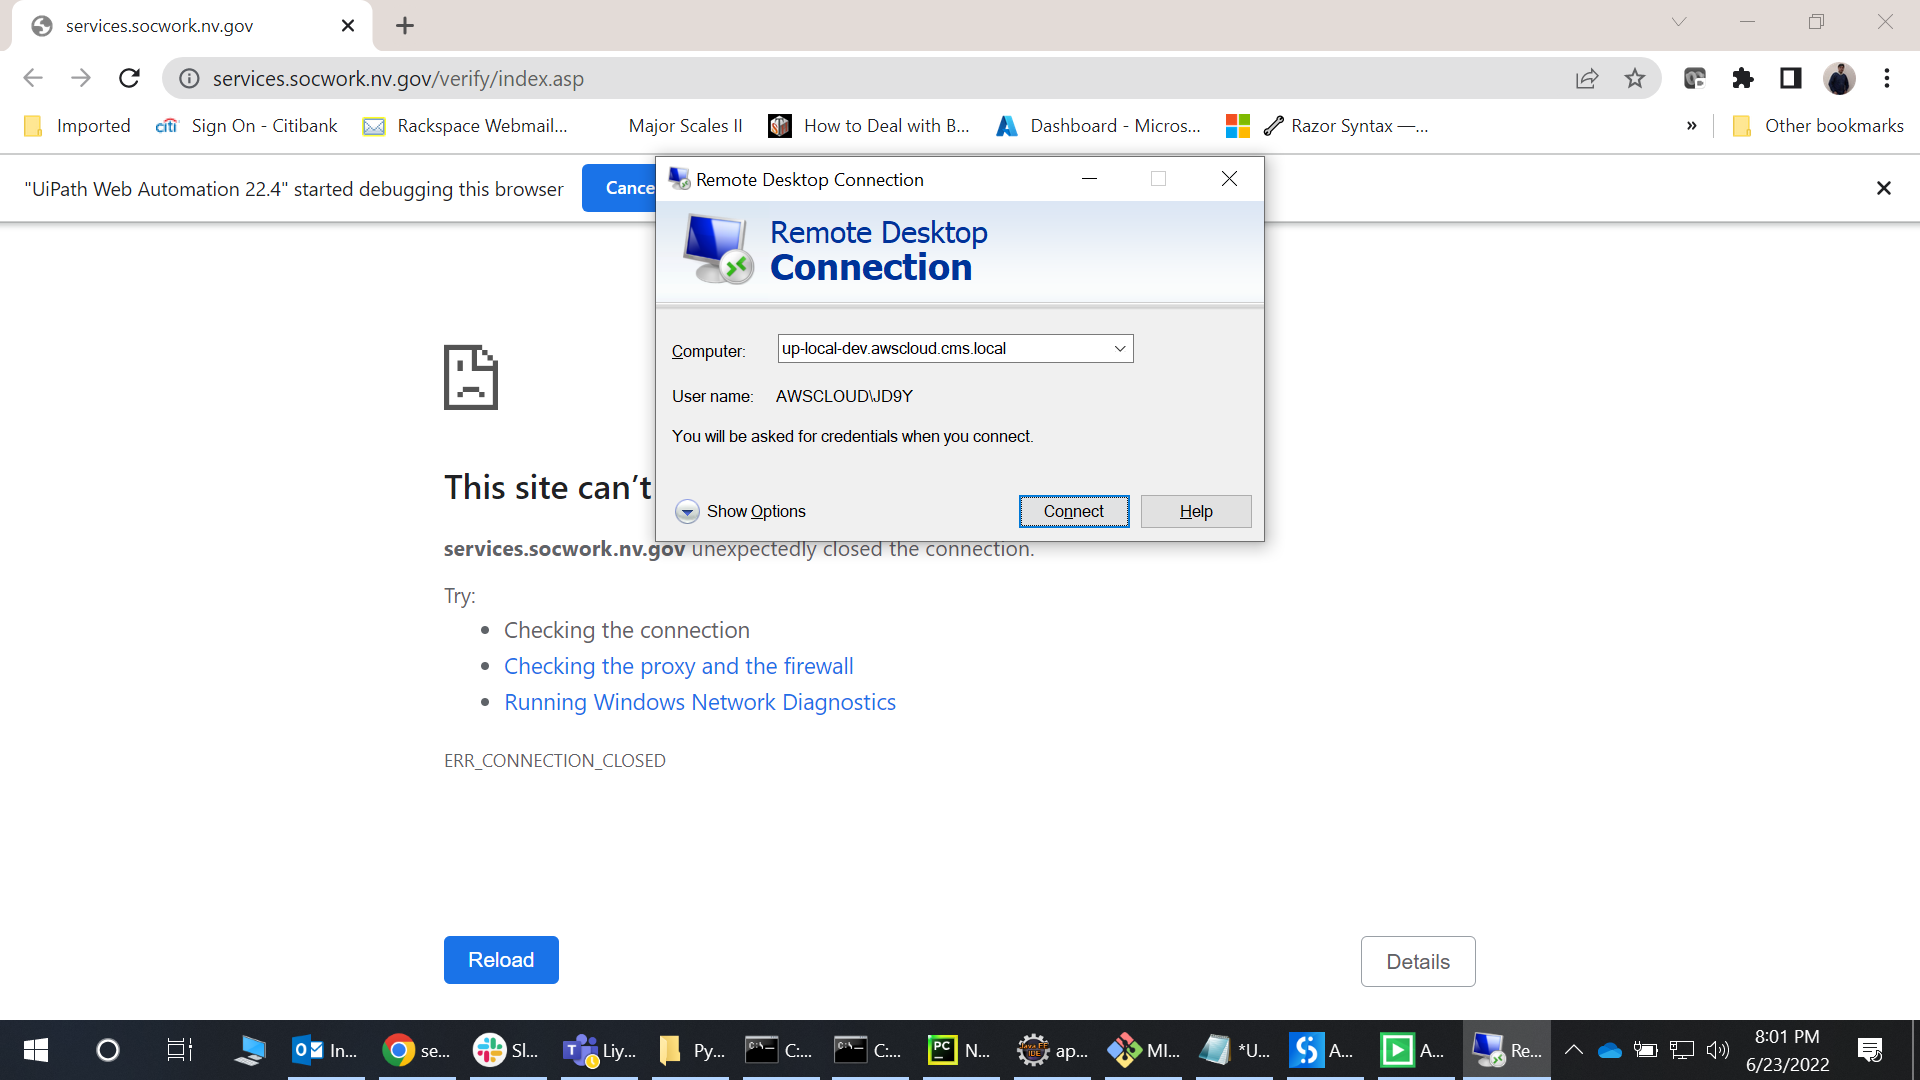 services.socwork.nv.gov
services.socwork.nv.gov/verify/index.asp
Imported
citi Sign On - Citibank
Rackspace Webmail...
Major Scales II
How to Deal with B...
Dashboard - Micros...
Razor Syntax —...
»
Other bookmarks
"UiPath Web Automation 22.4" started debugging this browser
Cance
Remote Desktop Connection
Remote Desktop
Connection
Computer: up-local-dev.awscloud.cms.local
User name: AWSCLOUD\JD9Y
You will be asked for credentials when you connect.
Show Options
Connect
Help
This site can’t
services.socwork.nv.gov unexpectedly closed the connection.
Try:
• Checking the connection
• Checking the proxy and the firewall
• Running Windows Network Diagnostics
ERR_CONNECTION_CLOSED
Reload
Details
In... se... Sl... Liy... Py... C:... C:... N... ap... MI... *U... A... A... Re...
8:01 PM
6/23/2022